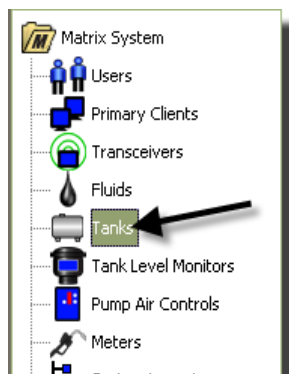 Matrix System
Users
Primary Clients
Transceivers
Fluids
Tanks
Tank Level Monitors
Pump Air Controls
Meters